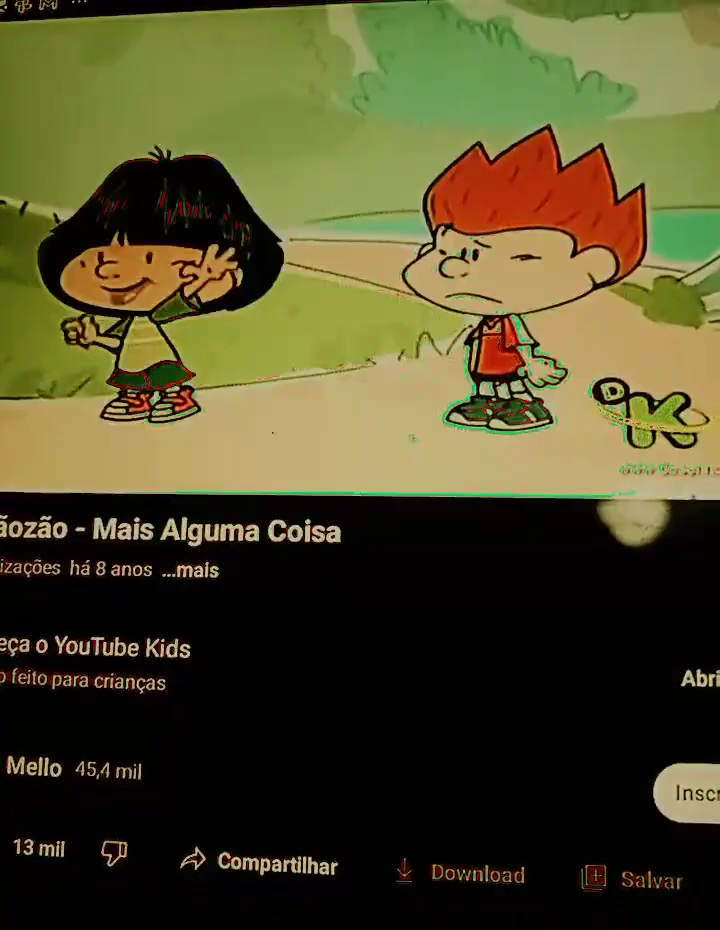 K
ãozão - Mais Alguma Coisa
izações há 8 anos ...mais
eça o YouTube Kids
o feito para crianças
Abri
Mello 45,4 mil
Inscr
13 mil Compartilhar Download Salvar